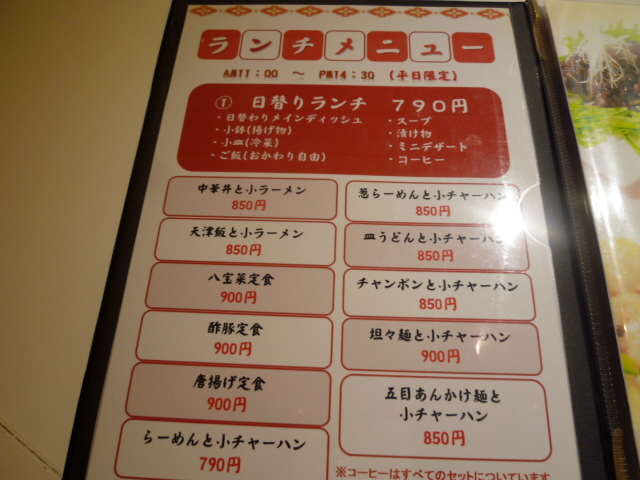 ランチメニュー
AM11:00 ～ PM14:30 (平日限定)
① 日替りランチ 790円
・日替わりメインディッシュ
・小鉢(揚げ物)
・小皿(冷菜)
・ご飯(おかわり自由)
・スープ
・漬け物
・ミニデザート
・コーヒー
中華丼と小ラーメン
850円
天津飯と小ラーメン
850円
八宝菜定食
900円
酢豚定食
900円
唐揚げ定食
900円
らーめんと小チャーハン
790円
葱らーめんと小チャーハン
850円
皿うどんと小チャーハン
850円
チャンポンと小チャーハン
850円
坦々麺と小チャーハン
900円
五目あんかけ麺と
小チャーハン
850円
※コーヒーはすべてのセットについています